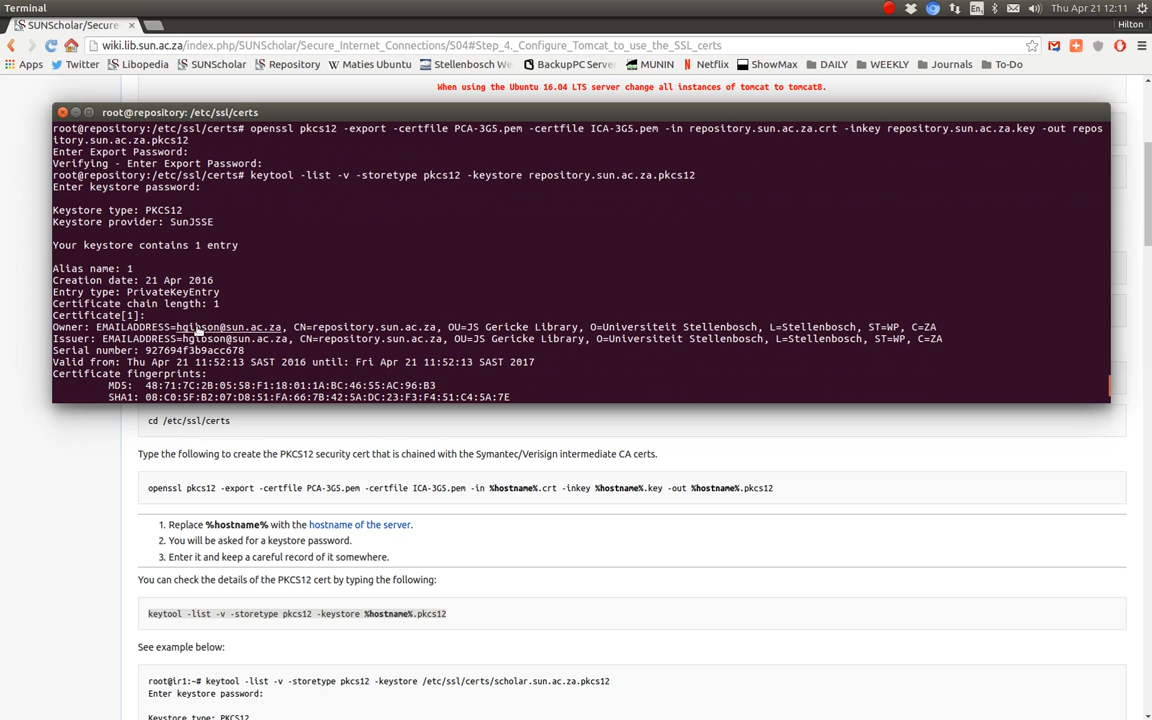 Terminal
En
Thu Apr 21 12:11
SUNScholar/Secure
Hilton
wiki.lib.sun.ac.za/index.php/SUNScholar/Secure_Internet_Connections/S04#Step_4._Configure_Tomcat_to_use_the_SSL_certs
Apps Twitter Libopedia SUNScholar Repository Maties Ubuntu Stellenbosch We BackupPC Serve MUNIN Netflix ShowMax DAILY WEEKLY Journals To-Do
When using the Ubuntu 16.04 LTS server change all instances of tomcat to tomcat8.
root@repository: /etc/ssl/certs
root@repository:/etc/ssl/certs# openssl pkcs12 -export -certfile PCA-3G5.pem -certfile ICA-3G5.pem -in repository.sun.ac.za.crt -inkey repository.sun.ac.za.key -out repos
itory.sun.ac.za.pkcs12
Enter Export Password:
Verifying - Enter Export Password:
root@repository:/etc/ssl/certs# keytool -list -v -storetype pkcs12 -keystore repository.sun.ac.za.pkcs12
Enter keystore password:
Keystore type: PKCS12
Keystore provider: SunJSSE
Your keystore contains 1 entry
Alias name: 1
Creation date: 21 Apr 2016
Entry type: PrivateKeyEntry
Certificate chain length: 1
Certificate[1]:
Owner: EMAILADDRESS=hgibson@sun.ac.za, CN=repository.sun.ac.za, OU=JS Gericke Library, O=Universiteit Stellenbosch, L=Stellenbosch, ST=WP, C=ZA
Issuer: EMAILADDRESS=hgibson@sun.ac.za, CN=repository.sun.ac.za, OU=JS Gericke Library, O=Universiteit Stellenbosch, L=Stellenbosch, ST=WP, C=ZA
Serial number: 927694f3b9acc678
Valid from: Thu Apr 21 11:52:13 SAST 2016 until: Fri Apr 21 11:52:13 SAST 2017
Certificate fingerprints:
MD5: 48:71:7C:2B:05:58:F1:18:01:1A:BC:46:55:AC:96:B3
SHA1: 08:C0:5F:B2:07:D8:51:FA:66:7B:42:5A:DC:23:F3:F4:51:C4:5A:7E
cd /etc/ssl/certs
Type the following to create the PKCS12 security cert that is chained with the Symantec/Verisign intermediate CA certs.
openssl pkcs12 -export -certfile PCA-3G5.pem -certfile ICA-3G5.pem -in %hostname%.crt -inkey %hostname%.key -out %hostname%.pkcs12
1. Replace %hostname% with the hostname of the server.
2. You will be asked for a keystore password.
3. Enter it and keep a careful record of it somewhere.
You can check the details of the PKCS12 cert by typing the following:
keytool -list -v -storetype pkcs12 -keystore %hostname%.pkcs12
See example below:
root@ir1:~# keytool -list -v -storetype pkcs12 -keystore /etc/ssl/certs/scholar.sun.ac.za.pkcs12
Enter keystore password:
Keystore type: PKCS12